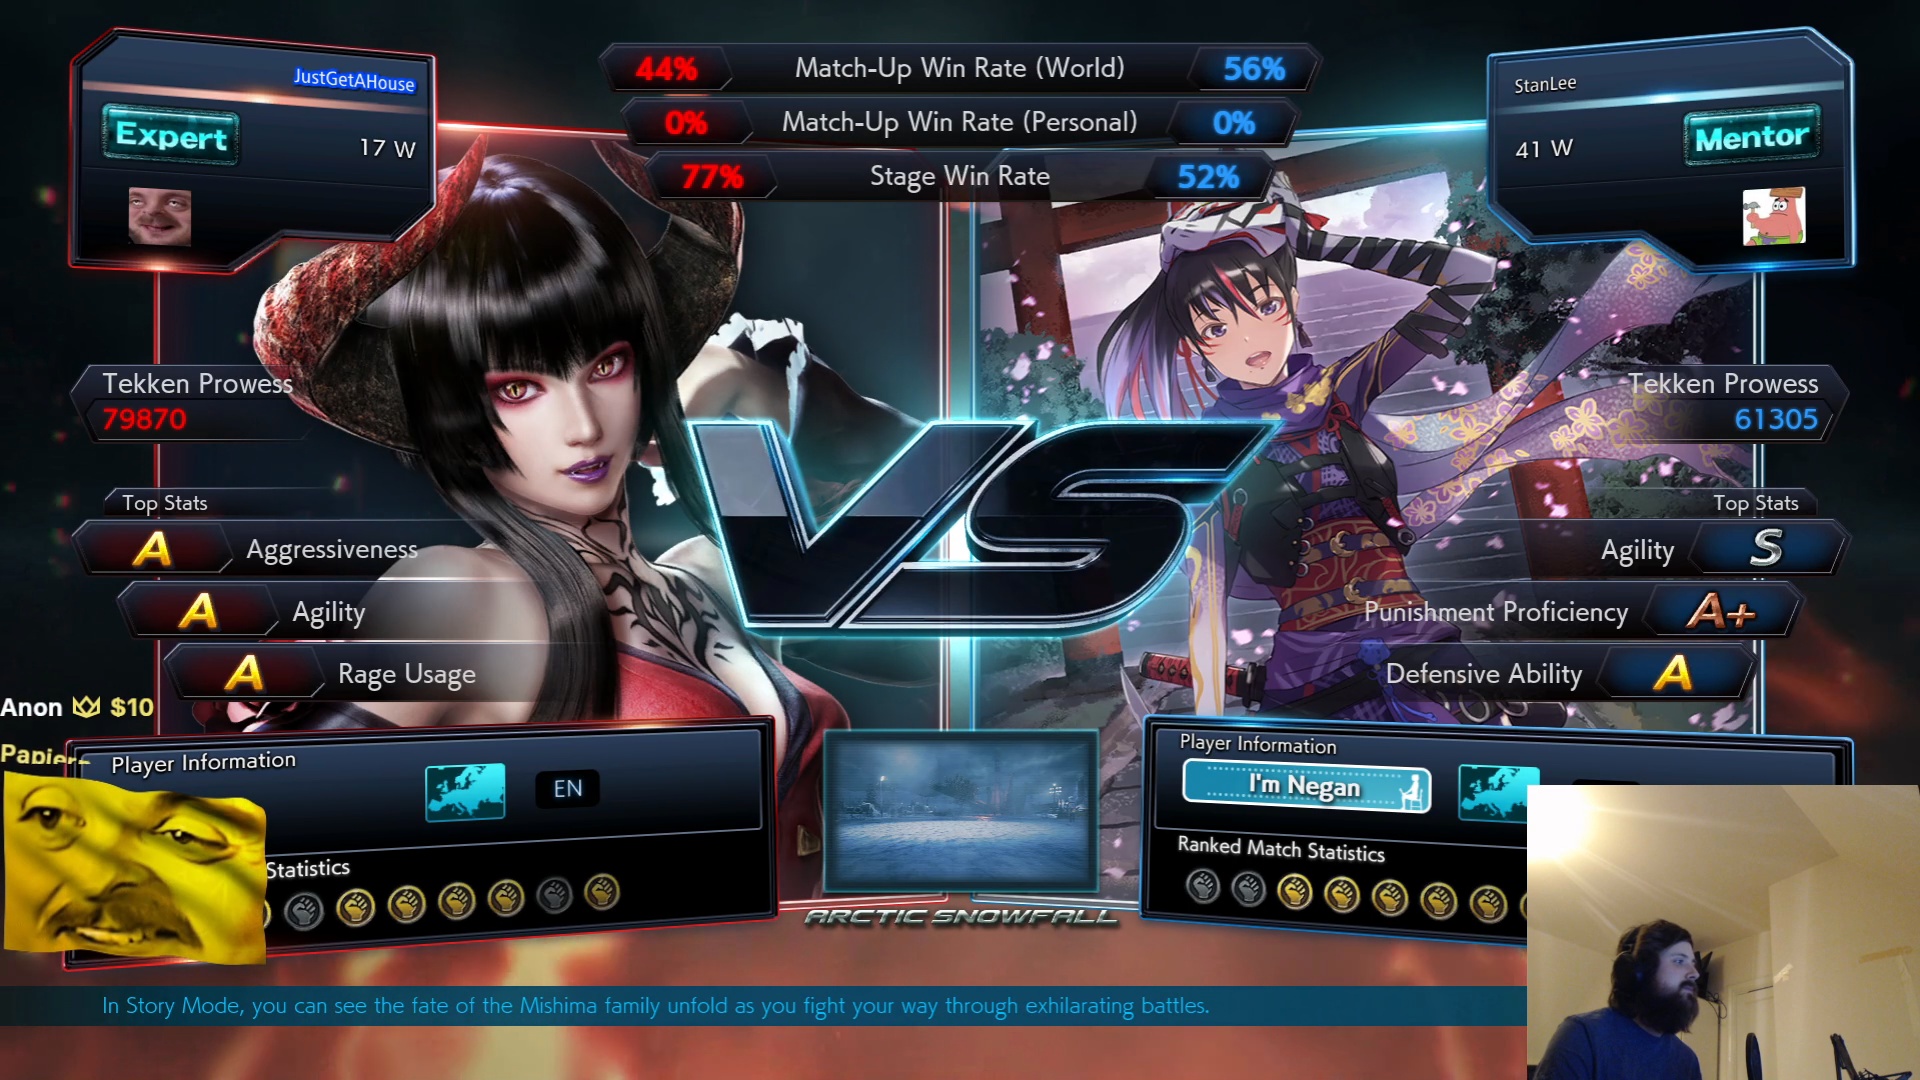 JustGetAHouse
Expert
17 W
44% Match-Up Win Rate (World) 56%
0% Match-Up Win Rate (Personal) 0%
77% Stage Win Rate 52%
StanLee
41 W
Mentor
Tekken Prowess
79870
VS
Tekken Prowess
61305
Top Stats
A Aggressiveness
A Agility
A Rage Usage
Top Stats
Agility S
Punishment Proficiency A+
Defensive Ability A
Anon $10
Player Information
EN
Statistics
Player Information
I'm Negan
Ranked Match Statistics
ARCTIC SNOWFALL
In Story Mode, you can see the fate of the Mishima family unfold as you fight your way through exhilarating battles.